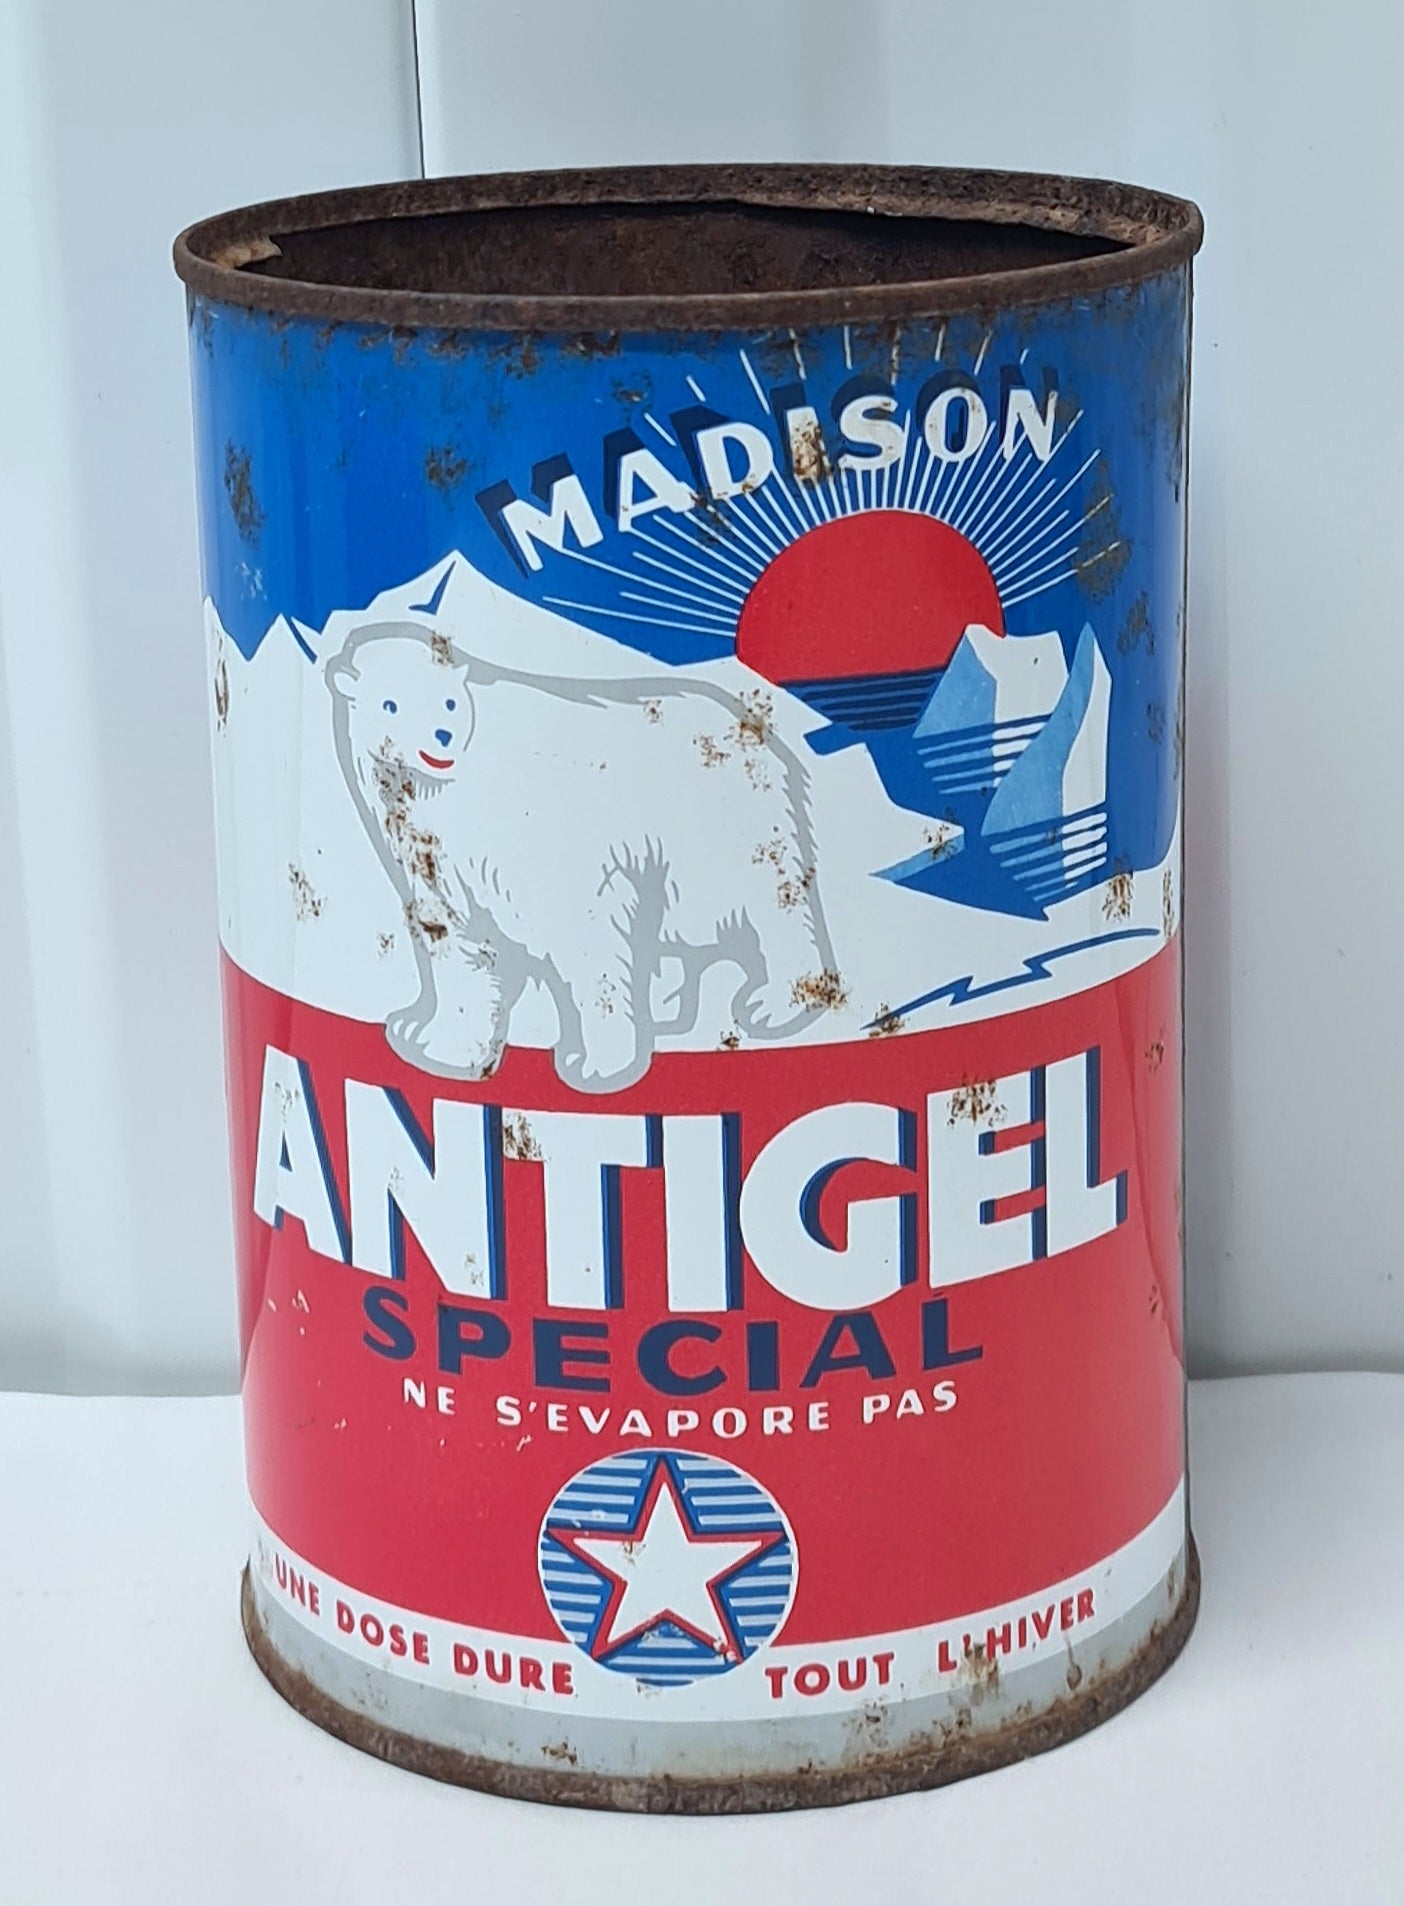 MADISON
ANTIGEL
SPECIAL
NE S'EVAPORE PAS
UNE DOSE DURE TOUT L'HIVER